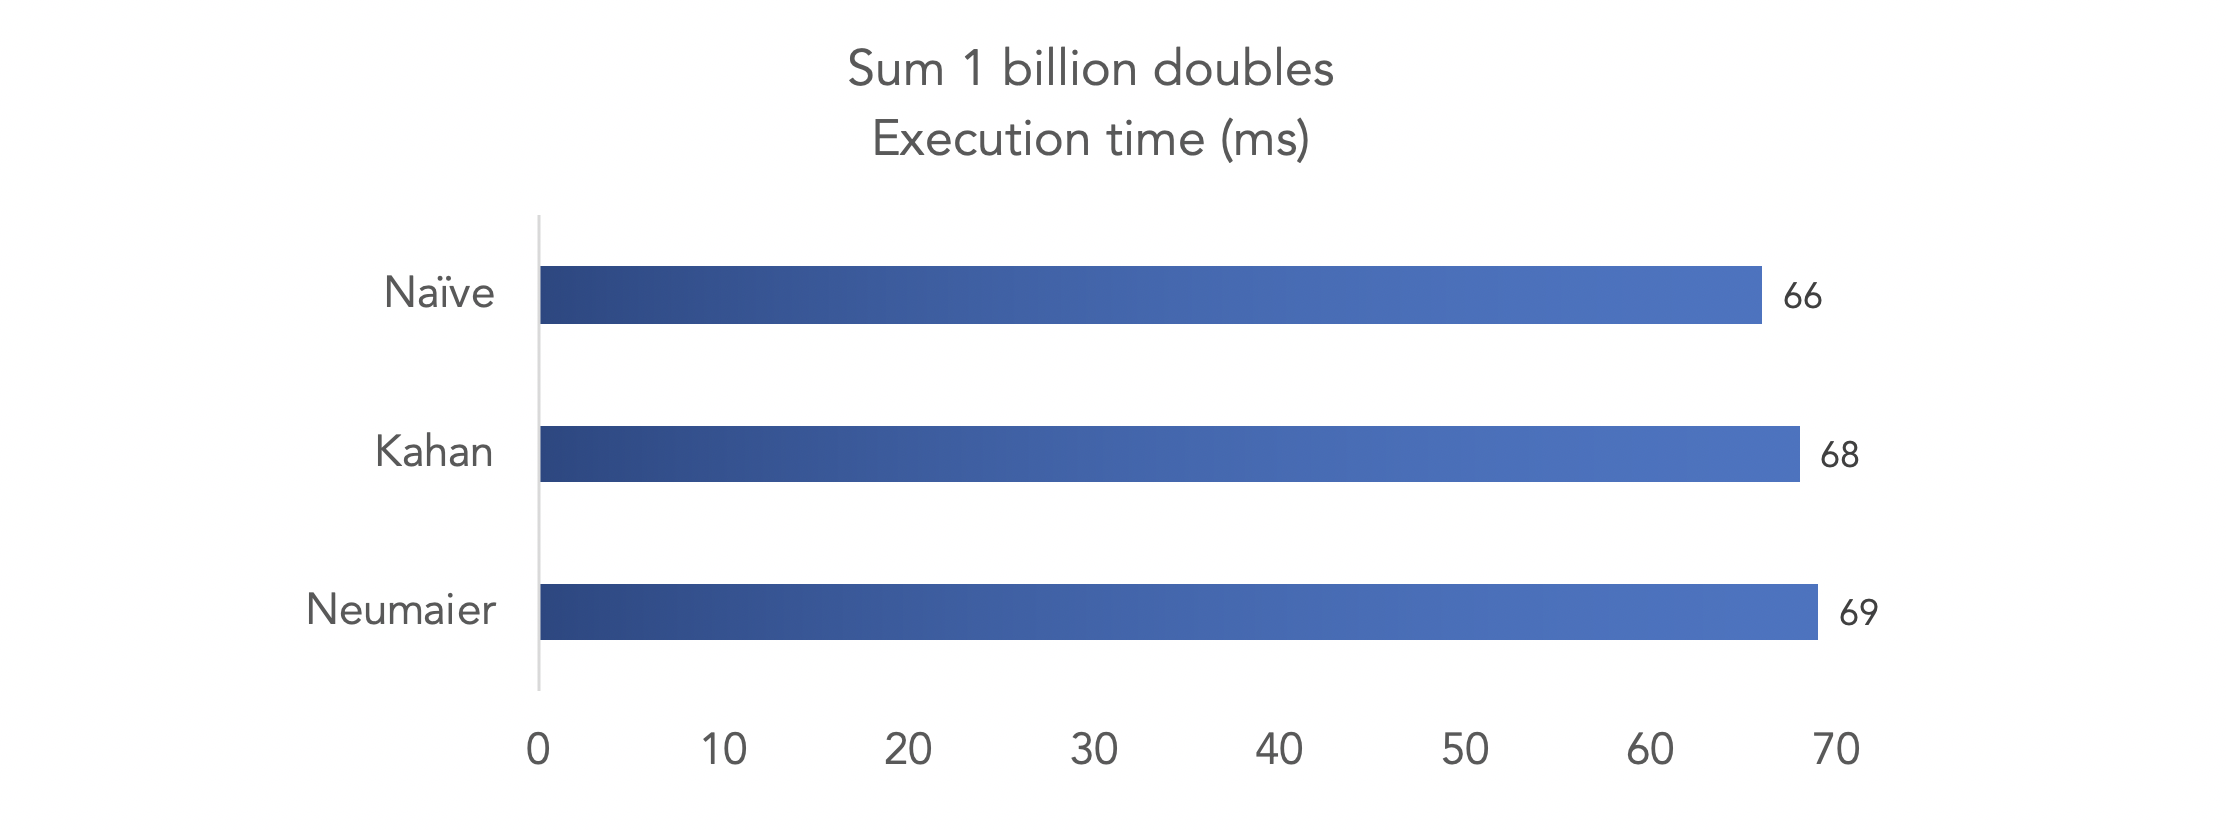 Sum 1 billion doubles
Execution time (ms)
Naïve 66
Kahan 68
Neumaier 69
0 10 20 30 40 50 60 70